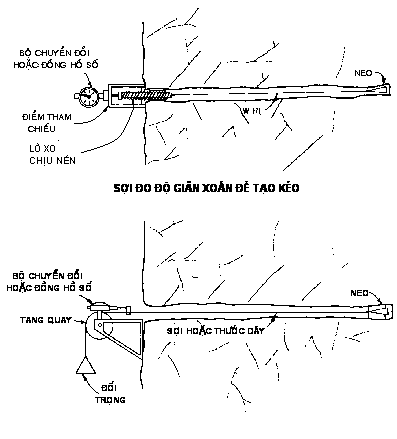 BỘ CHUYỂN ĐỔI
HOẶC ĐỒNG HỒ SỐ
NEO
ĐIỂM THAM
CHIẾU
LÒ XO
CHỊU NÉN
SỢI ĐO ĐỘ GIÃN XOẮN ĐỂ TẠO KÉO
BỘ CHUYỂN ĐỔI
HOẶC ĐỒNG HỒ SỐ
NEO
TANG QUAY
SỢI HOẶC THƯỚC DÂY
ĐỐI
TRỌNG